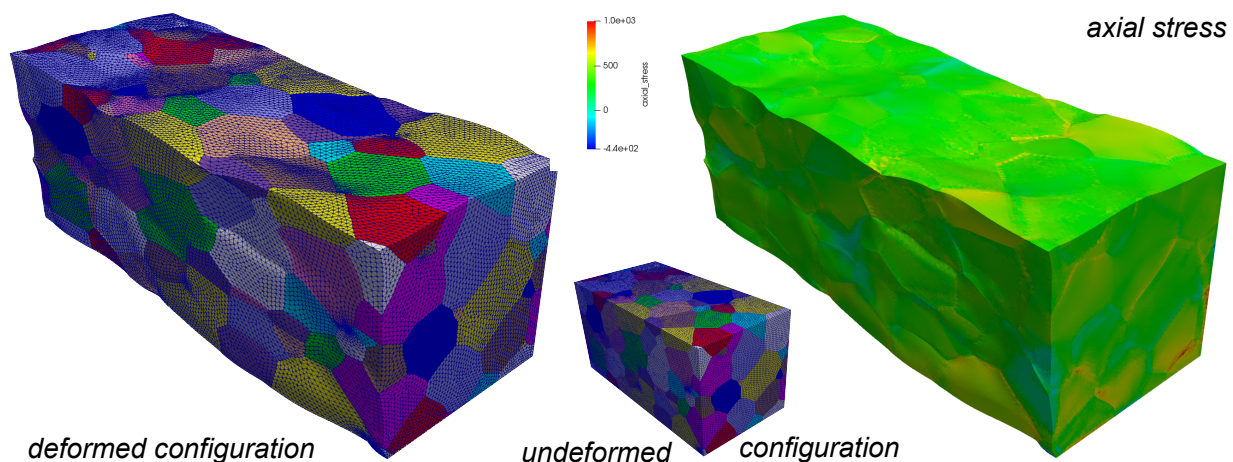 1.0e+03
axial stress
500
axial_stress
0
-4.4e+02
deformed configuration
undeformed configuration